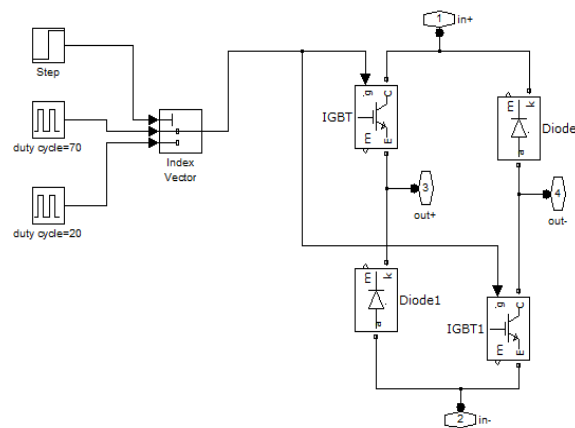 1
in+
Step
duty cycle=70
Index
Vector
duty cycle=20
g
C
IGBT
m
E
k
m
Diode
a
3
out+
4
out-
m
k
Diode1
a
g
C
IGBT1
m
E
2
in-